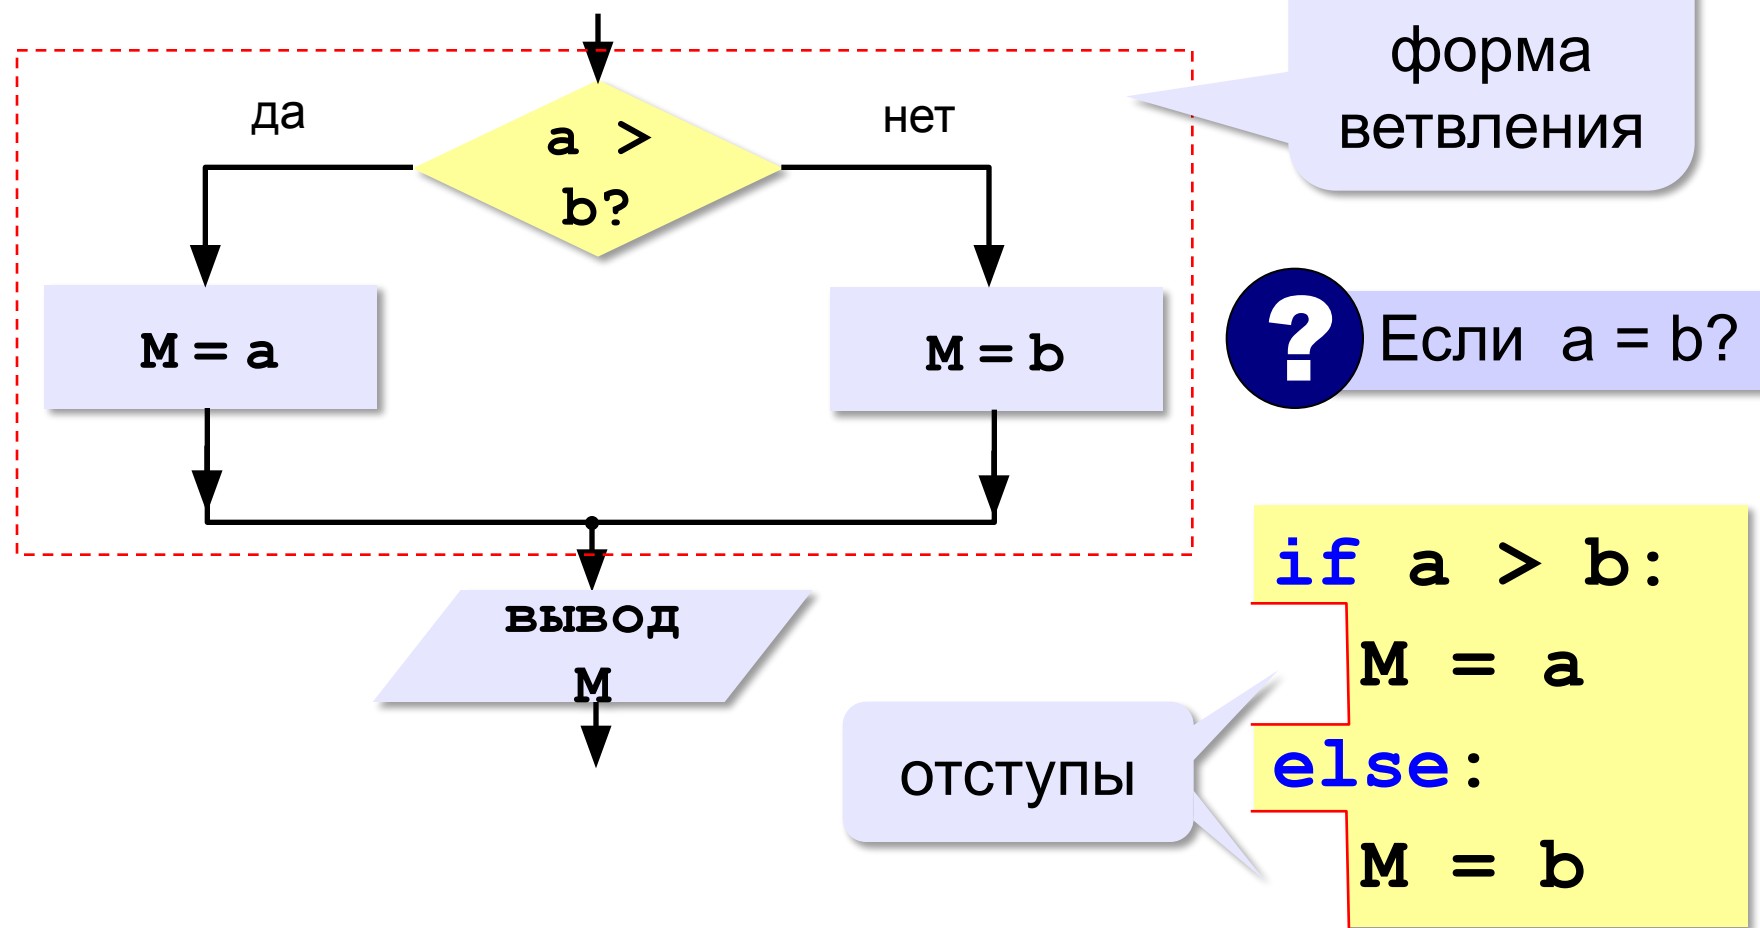 форма
ветвления
да
нет
a >
b?
M = a
M = b
? Если a = b?
вывод
M
отступы
if a > b:
M = a
else:
M = b